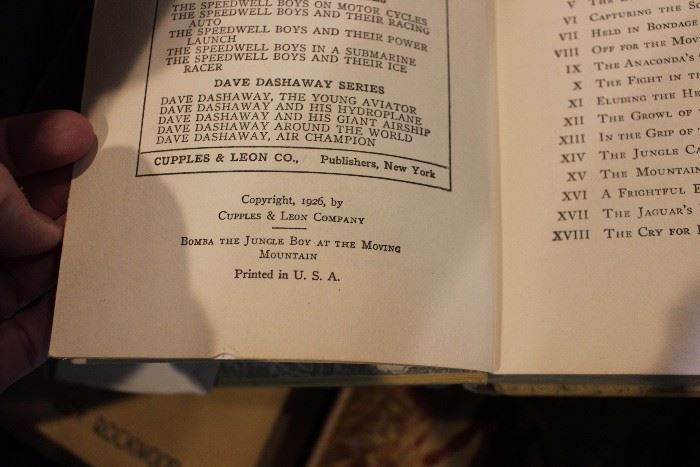 THE SPEEDWELL BOYS ON MOTOR CYCLES
THE SPEEDWELL BOYS AND THEIR RACING
AUTO
THE SPEEDWELL BOYS AND THEIR POWER
LAUNCH
THE SPEEDWELL BOYS IN A SUBMARINE
THE SPEEDWELL BOYS AND THEIR ICE
RACER
DAVE DASHAWAY SERIES
DAVE DASHAWAY, THE YOUNG AVIATOR
DAVE DASHAWAY AND HIS HYDROPLANE
DAVE DASHAWAY AND HIS GIANT AIRSHIP
DAVE DASHAWAY AROUND THE WORLD
DAVE DASHAWAY, AIR CHAMPION
CUPPLES & LEON CO., Publishers, New York
Copyright, 1926, by
CUPPLES & LEON COMPANY
BOMBA THE JUNGLE BOY AT THE MOVING
MOUNTAIN
Printed in U. S. A.
V
VI CAPTURING THE
VII HELD IN BONDAGE
VIII OFF FOR THE
IX THE ANACONDA'S
X THE FIGHT IN
XI ELUDING THE
XII THE GROWL OF
XIII IN THE GRIP OF
XIV THE JUNGLE
XV THE MOUNTAIN
XVI A FRIGHTFUL
XVII THE JAGUAR'S
XVIII THE CRY FOR
ROCKWOOD